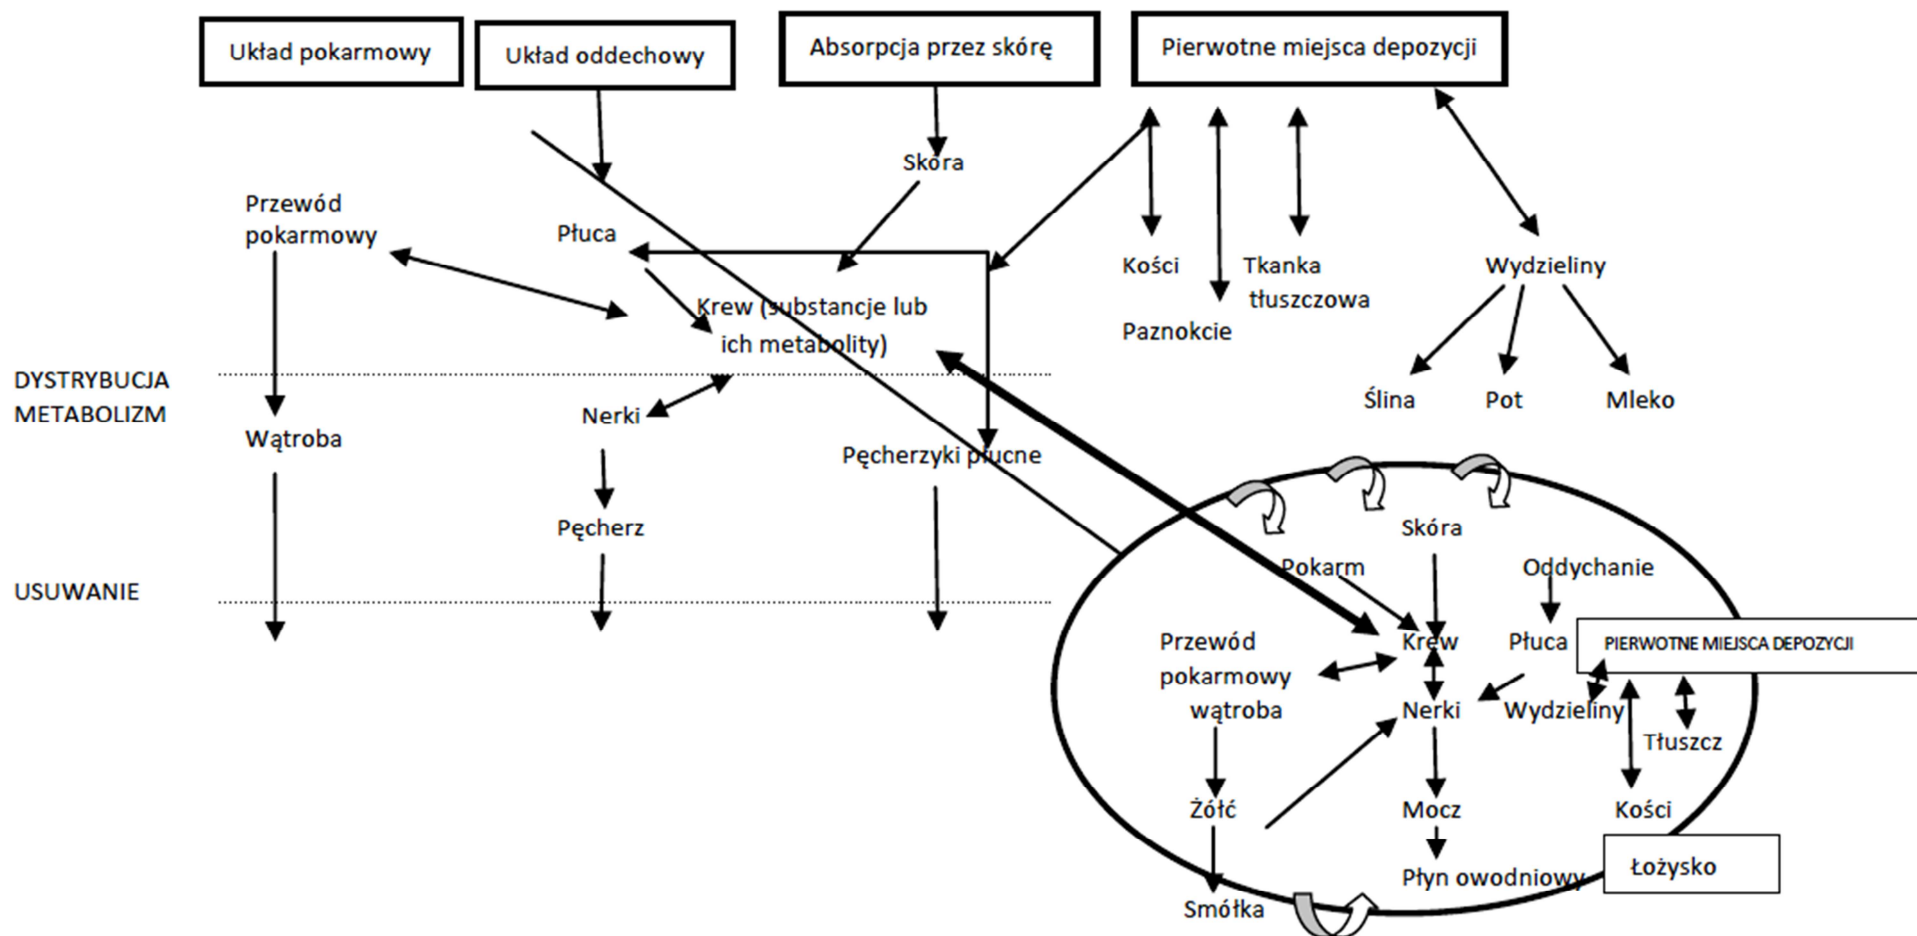 Układ pokarmowy
Układ oddechowy
Absorpcja przez skórę
Pierwotne miejsca depozycji
Skóra
Przewód
pokarmowy
Płuca
Kości
Tkanka
tłuszczowa
Wydzieliny
Paznokcie
Krew (substancje lub
ich metabolity)
DYSTRYBUCJA
METABOLIZM
Nerki
Ślina
Pot
Mleko
Wątroba
Pęcherzyki płucne
Pęcherz
USUWANIE
Skóra
Pokarm
Oddychanie
Przewód
pokarmowy
wątroba
Krew
Płuca
PIERWOTNE MIEJSCA DEPOZYCJI
Nerki
Wydzieliny
Tłuszcz
Żółć
Mocz
Kości
Łożysko
Płyn owodniowy
Smółka